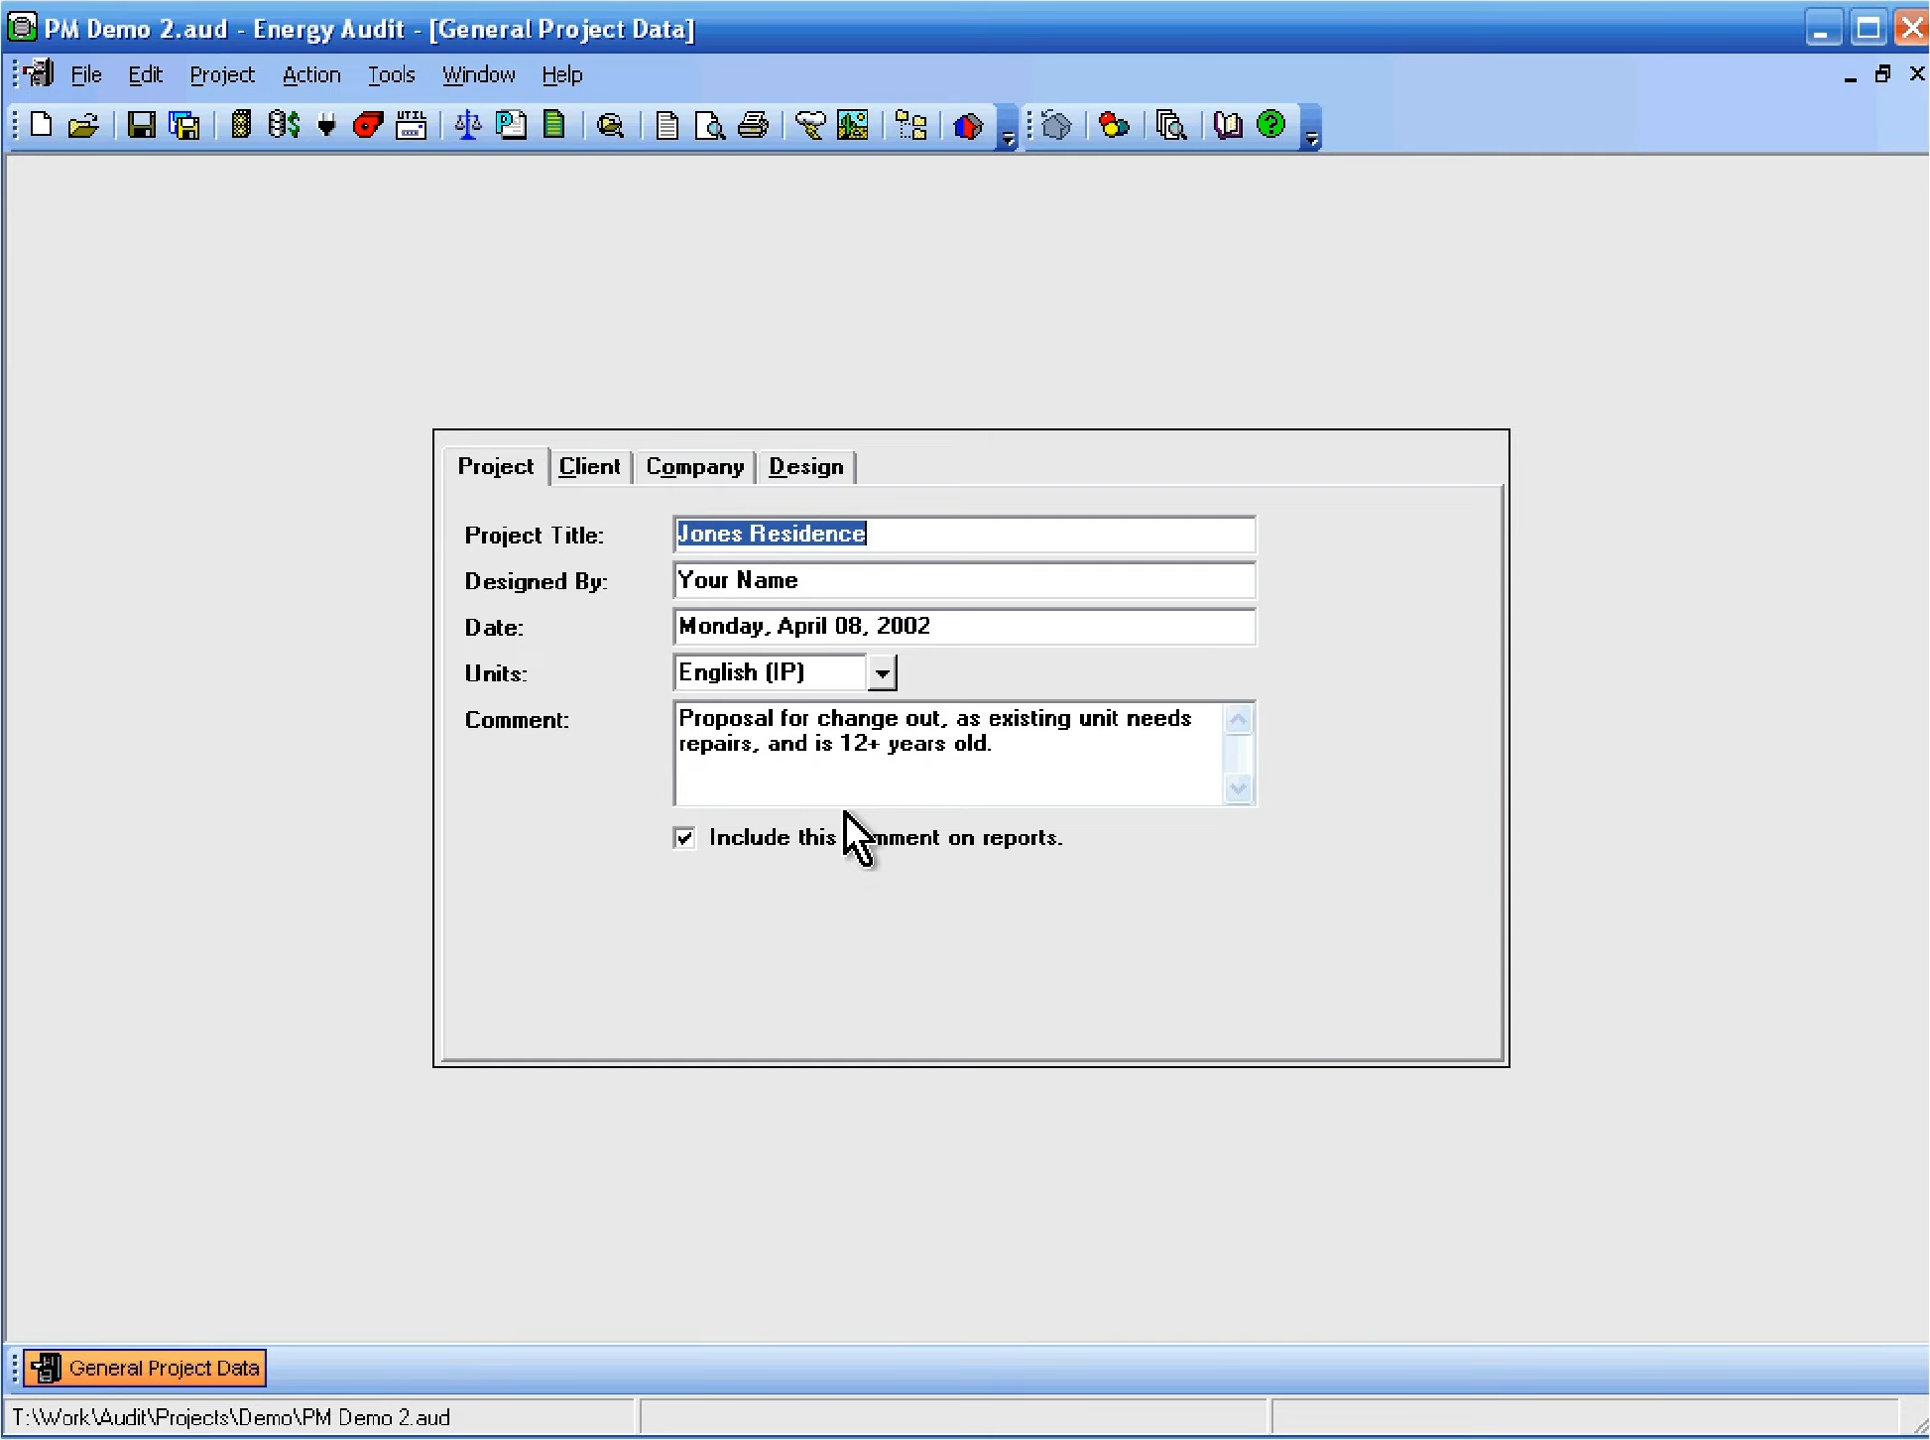 PM Demo 2.aud - Energy Audit - [General Project Data]
File Edit Project Action Tools Window Help
UTIL
Project Client Company Design
Project Title: Jones Residence
Designed By: Your Name
Date: Monday, April 08, 2002
Units: English (IP)
Comment: Proposal for change out, as existing unit needs
repairs, and is 12+ years old.
Include this mment on reports.
General Project Data
T:\Work\Audit\Projects\Demo\PM Demo 2.aud